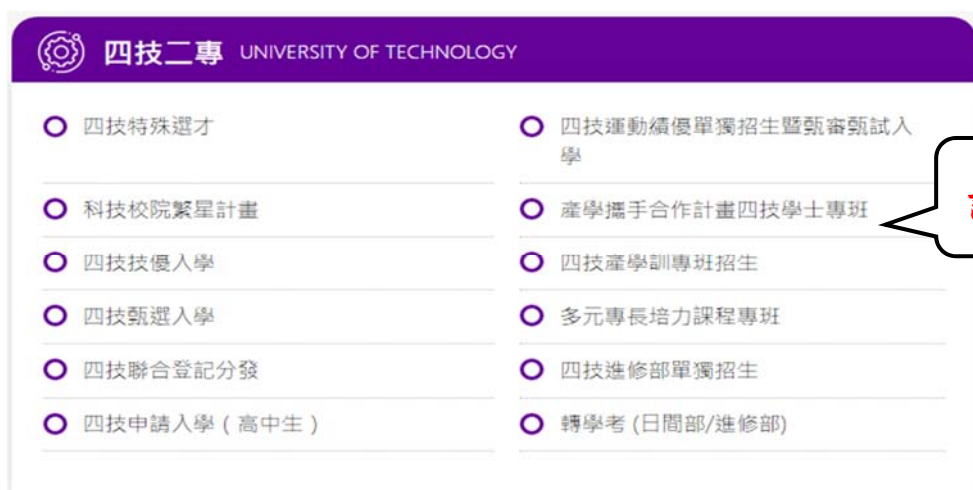 四技二專 UNIVERSITY OF TECHNOLOGY
四技特殊選才
四技運動績優單獨招生暨甄審甄試入
學
科技校院繁星計畫
產學攜手合作計畫四技學士專班
四技技優入學
四技產學訓專班招生
四技甄選入學
多元專長培力課程專班
四技聯合登記分發
四技進修部單獨招生
四技申請入學 ( 高中生 )
轉學考 (日間部/進修部)